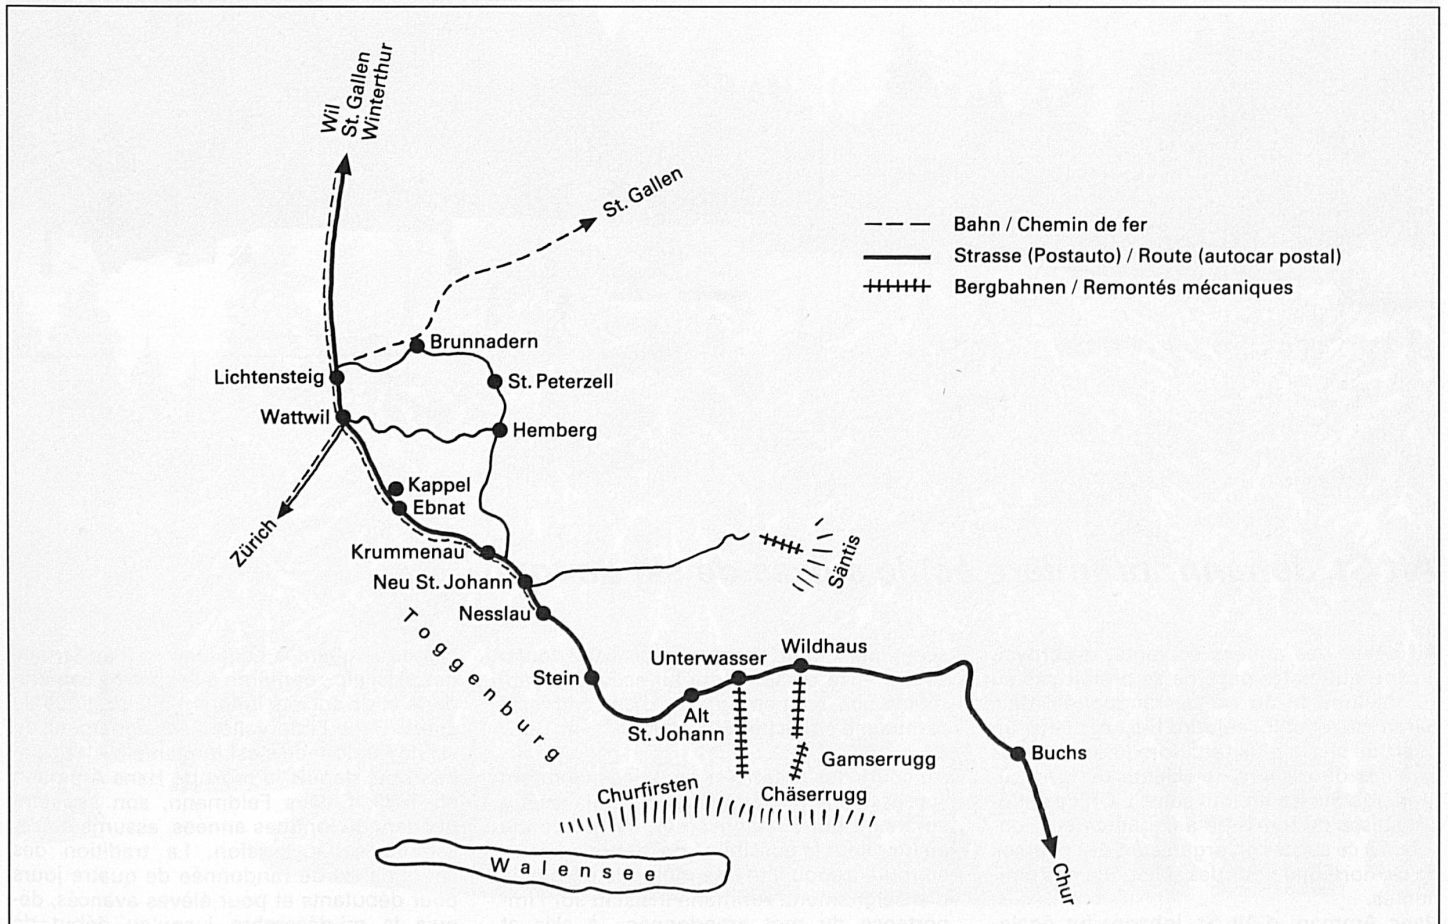 Wil
St. Gallen
Winterthur
St. Gallen
Bahn / Chemin de fer
Strasse (Postauto) / Route (autocar postal)
Bergbahnen / Remontés mécaniques
Brunnadern
Lichtensteig
St. Peterzell
Wattwil
Hemberg
Kappel
Ebnat
Zürich
Krummenau
Neu St. Johann
Säntis
Nesslau
Toggenburg
Wildhaus
Unterwasser
Stein
Alt
St. Johann
Buchs
Gamserrugg
Churfirsten
Chäserrugg
Walensee
Chur